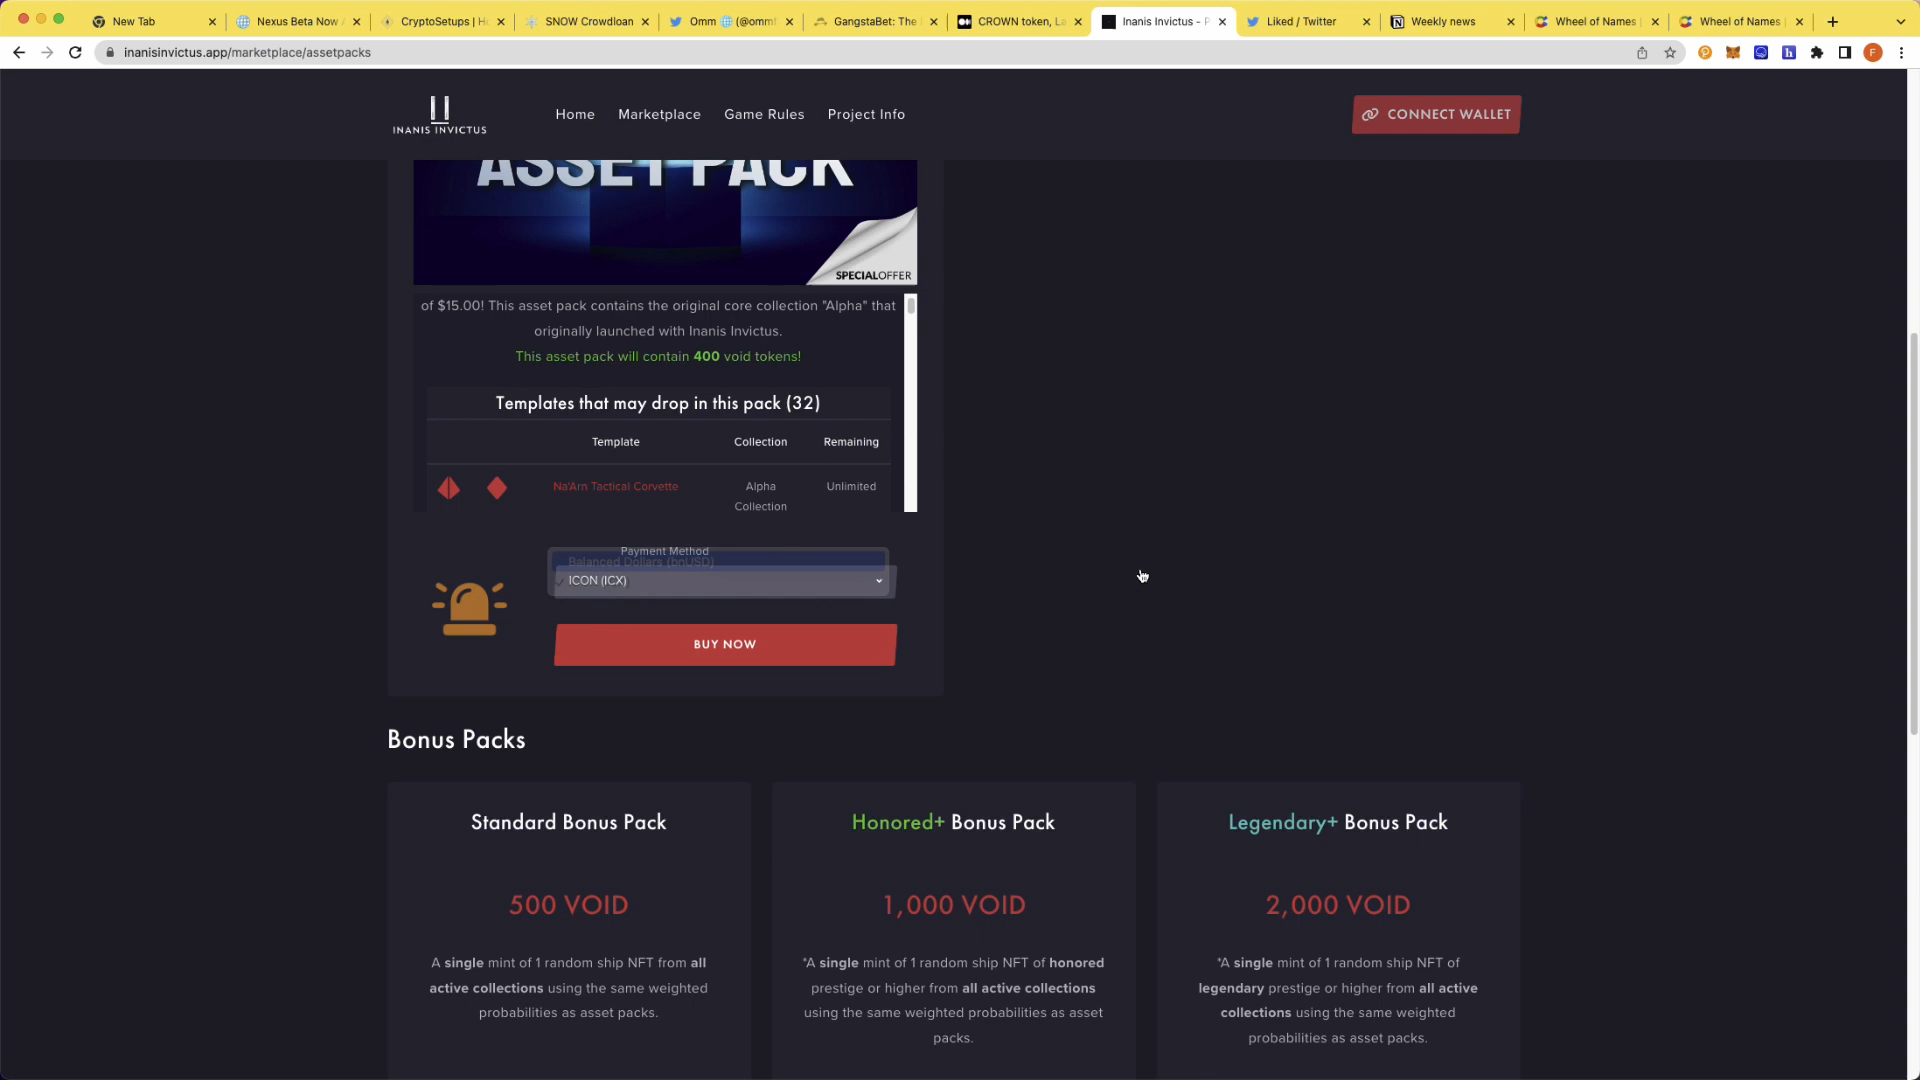 New Tab
Nexus Beta Now
CryptoSetups | H
SNOW Crowdloan
Omm (@omm
GangstaBet: The
CROWN token, La
Inanis Invictus - P
Liked / Twitter
Weekly news
Wheel of Names
Wheel of Names
inanisinvictus.app/marketplace/assetpacks
F
INANIS INVICTUS
Home
Marketplace
Game Rules
Project Info
CONNECT WALLET
ASSET PACK
SPECIALOFFER
of $15.00! This asset pack contains the original core collection "Alpha" that
originally launched with Inanis Invictus.
This asset pack will contain 400 void tokens!
Templates that may drop in this pack (32)
Template Collection Remaining
Na'Arn Tactical Corvette Alpha Unlimited
Collection
Payment Method
Balanced Dollars (bnUSD)
ICON (ICX)
BUY NOW
Bonus Packs
Standard Bonus Pack
500 VOID
A single mint of 1 random ship NFT from all
active collections using the same weighted
probabilities as asset packs.
Honored+ Bonus Pack
1,000 VOID
*A single mint of 1 random ship NFT of honored
prestige or higher from all active collections
using the same weighted probabilities as asset
packs.
Legendary+ Bonus Pack
2,000 VOID
*A single mint of 1 random ship NFT of
legendary prestige or higher from all active
collections using the same weighted
probabilities as asset packs.